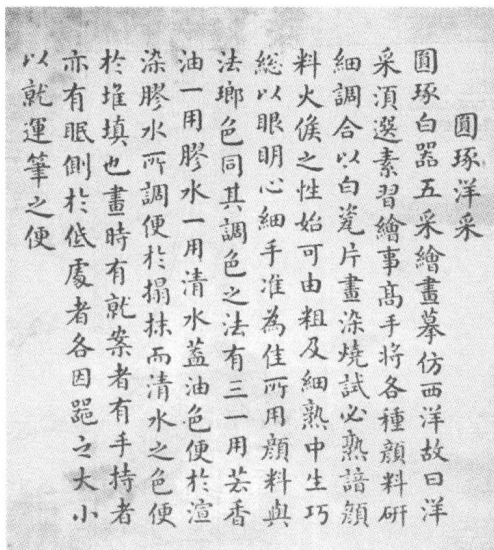 圓琢洋采
圓琢白器五采繪畫摹仿西洋故曰洋
采須選素習繪事高手將各種顏料研
細調合以白瓷片畫染燒試必熟諳顏
料火候之性始可由粗及細熟中生巧
総以眼明心細手准為佳所用顏料與
法瑯色同其調色之法有三一用芸香
油一用膠水一用清水葢油色便於渲
染膠水所調便於搨抹而清水之色便
於堆填也畫時有就案者有手持者
亦有眠側於低處者各因器之大小
以就運筆之便